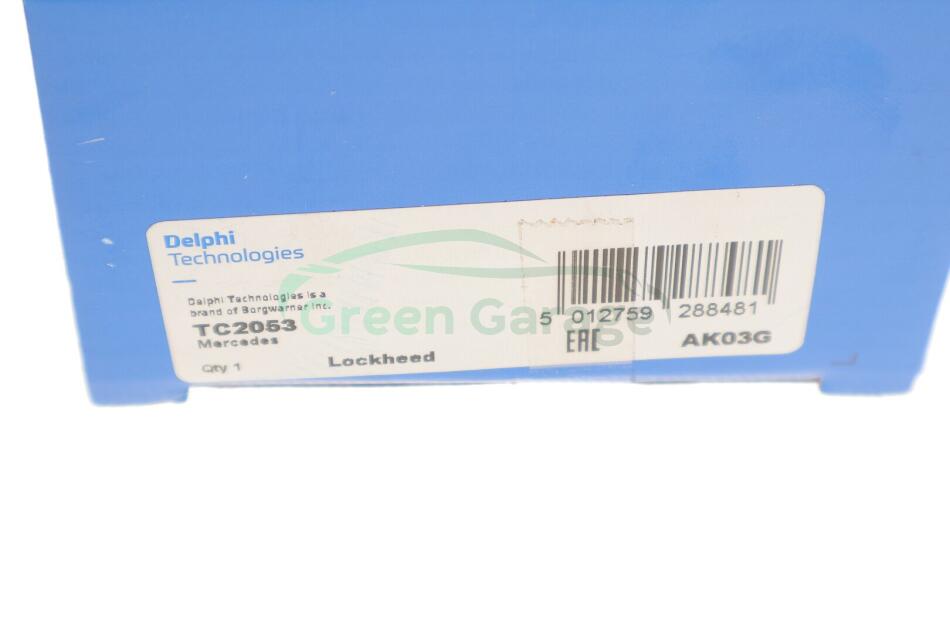 Delphi
Technologies
Delphi Technologies is a
brand of Borgwarner Inc.
TC2053
Mercedes
Qty 1
Lockheed
5 012759 288481
EAC
AK03G
Green Garage